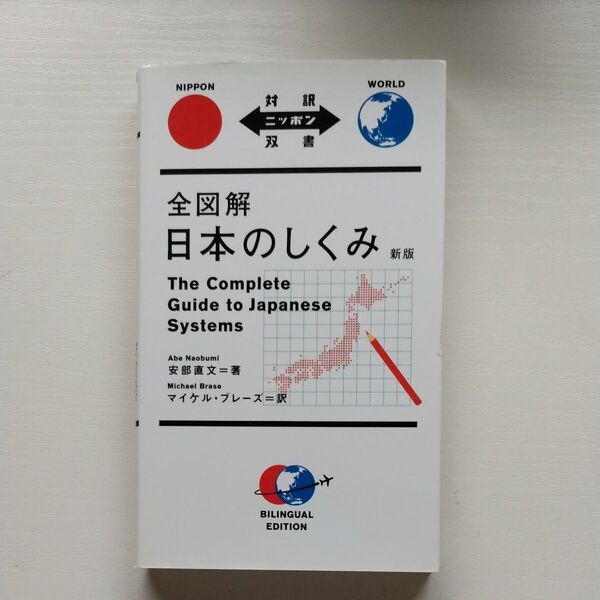 NIPPON
WORLD
対訳
ニッポン
双書
全図解
日本のしくみ 新版
The Complete
Guide to Japanese
Systems
Abe Naobumi
安部直文=著
Michael Brase
マイケル・ブレーズ=訳
BILINGUAL
EDITION